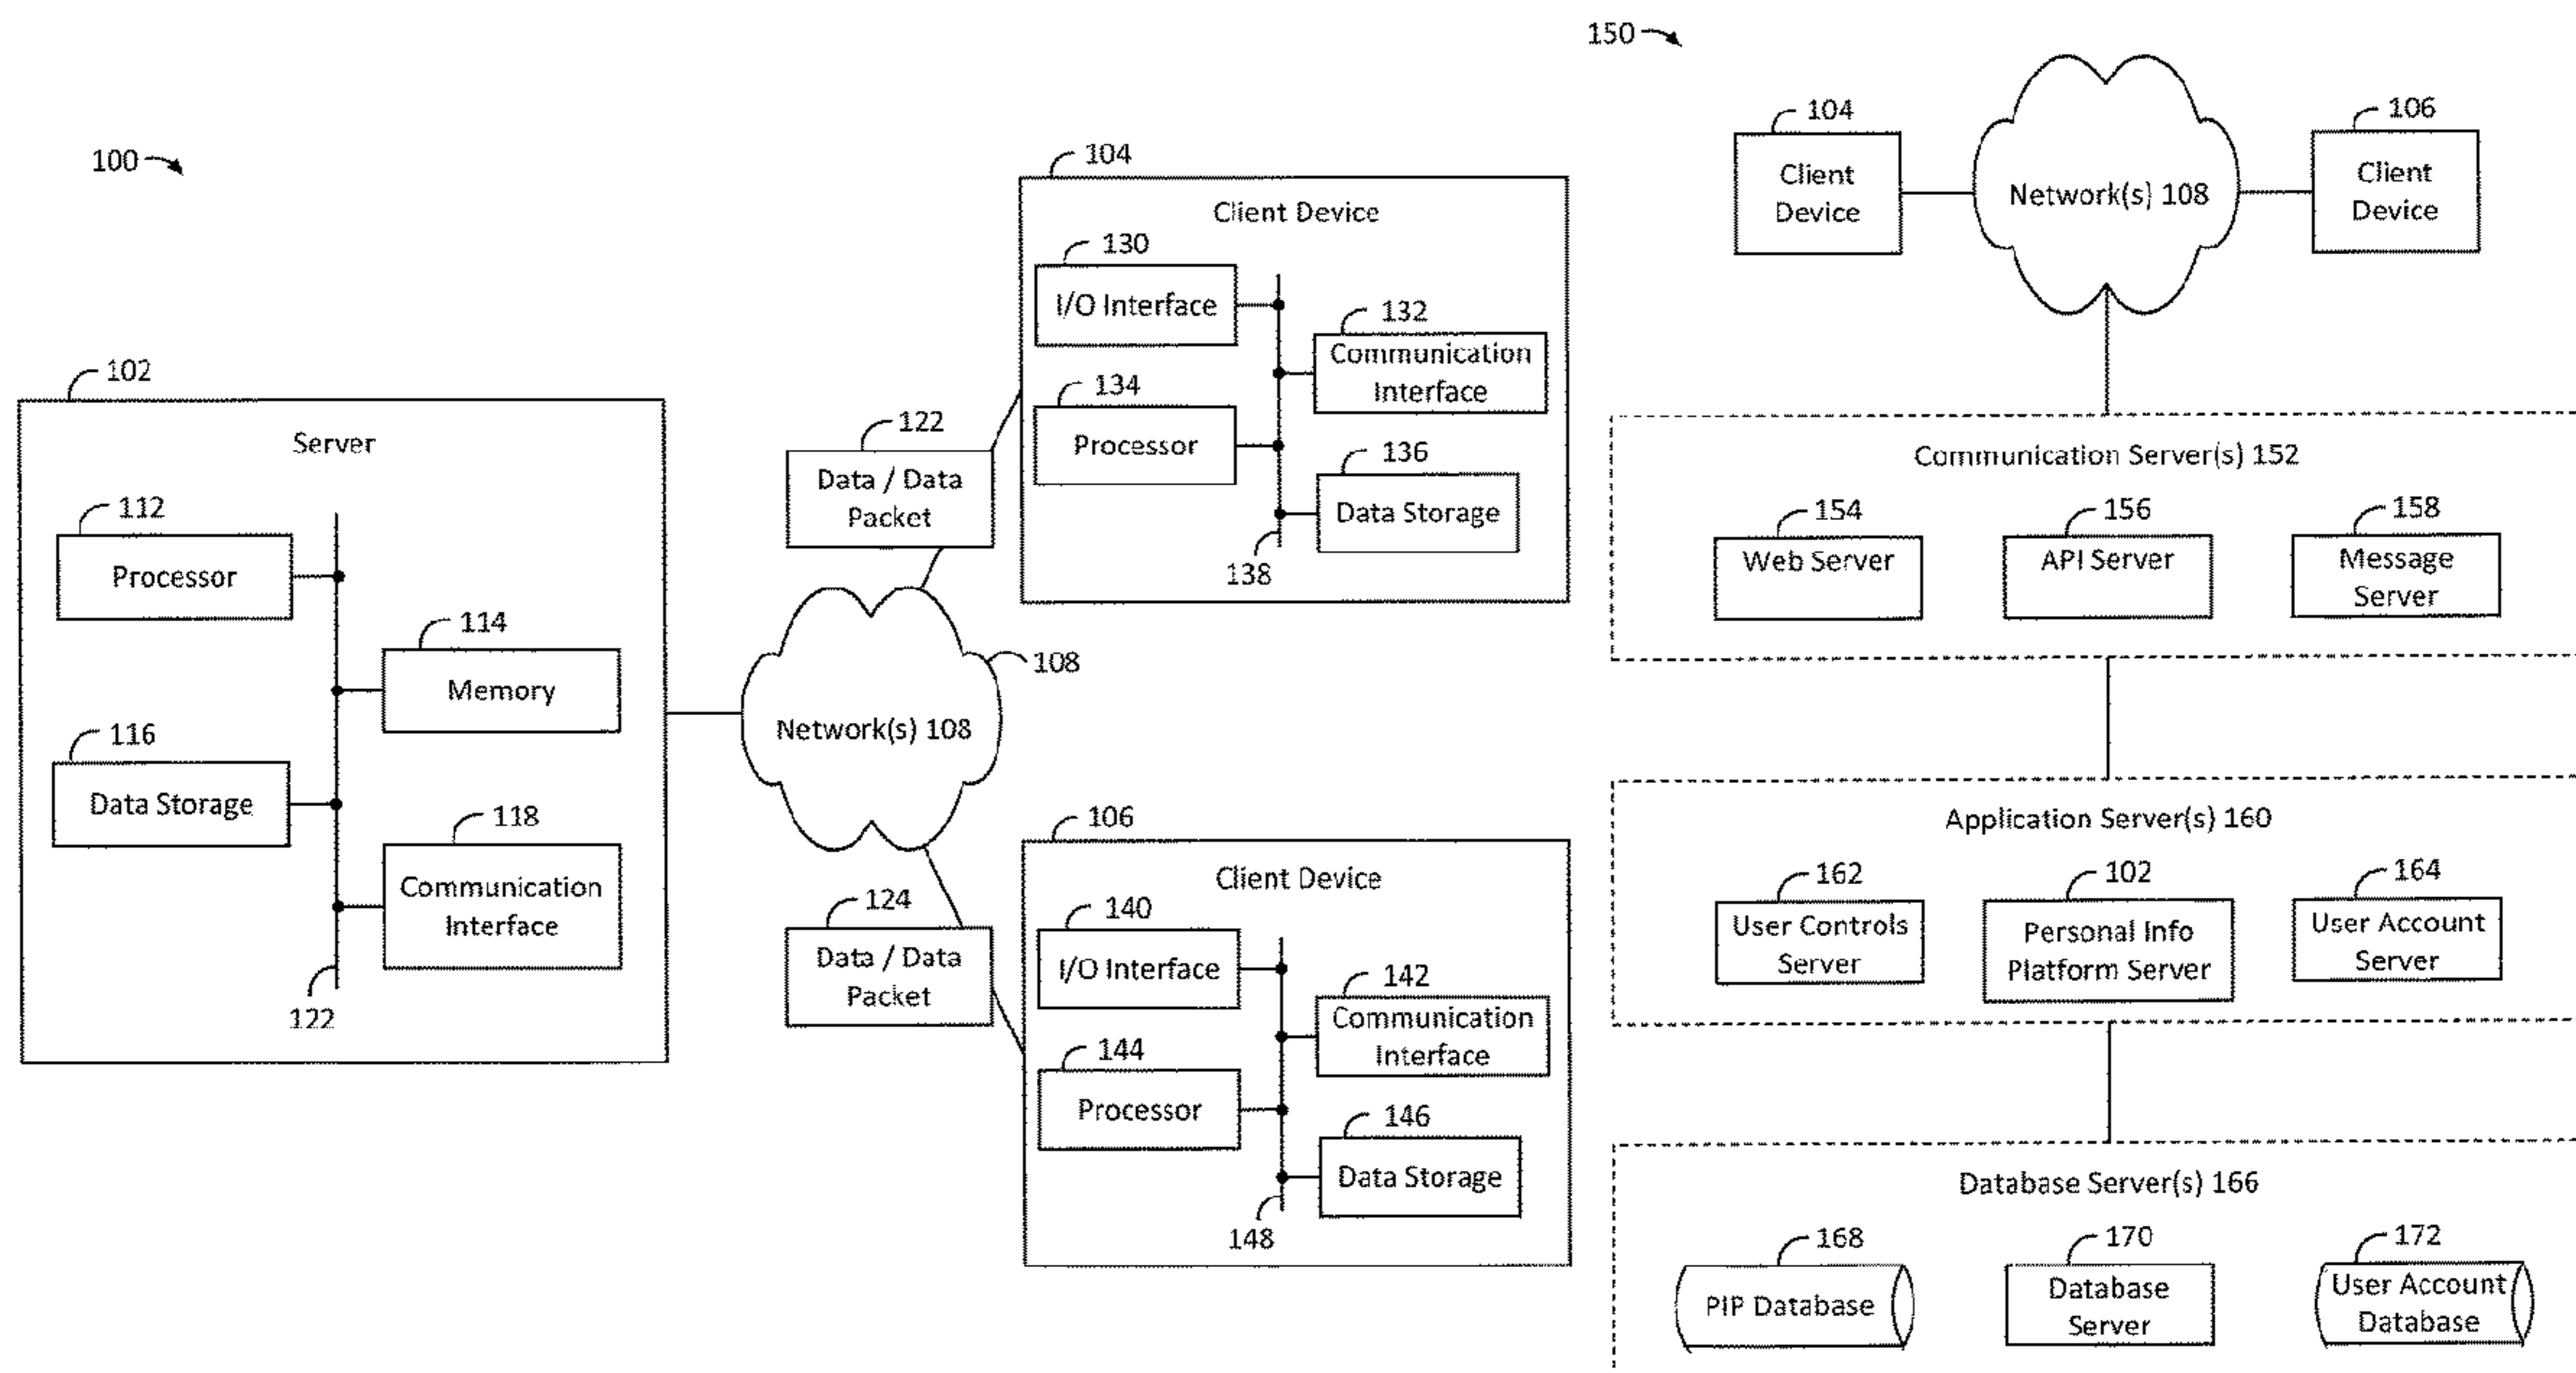 100
102
Server
112
Processor
114
Memory
116
Data Storage
118
Communication
Interface
122
122
Data / Data
Packet
108
Network(s) 108
124
Data / Data
Packet
104
Client Device
130
I/O Interface
132
Communication
Interface
134
Processor
136
Data Storage
138
106
Client Device
140
I/O Interface
142
Communication
Interface
144
Processor
146
Data Storage
148
150
104
Client
Device
Network(s) 108
106
Client
Device
Communication Server(s) 152
154
Web Server
156
API Server
158
Message
Server
Application Server(s) 160
162
User Controls
Server
102
Personal Info
Platform Server
164
User Account
Server
Database Server(s) 166
168
PIP Database
170
Database
Server
172
User Account
Database